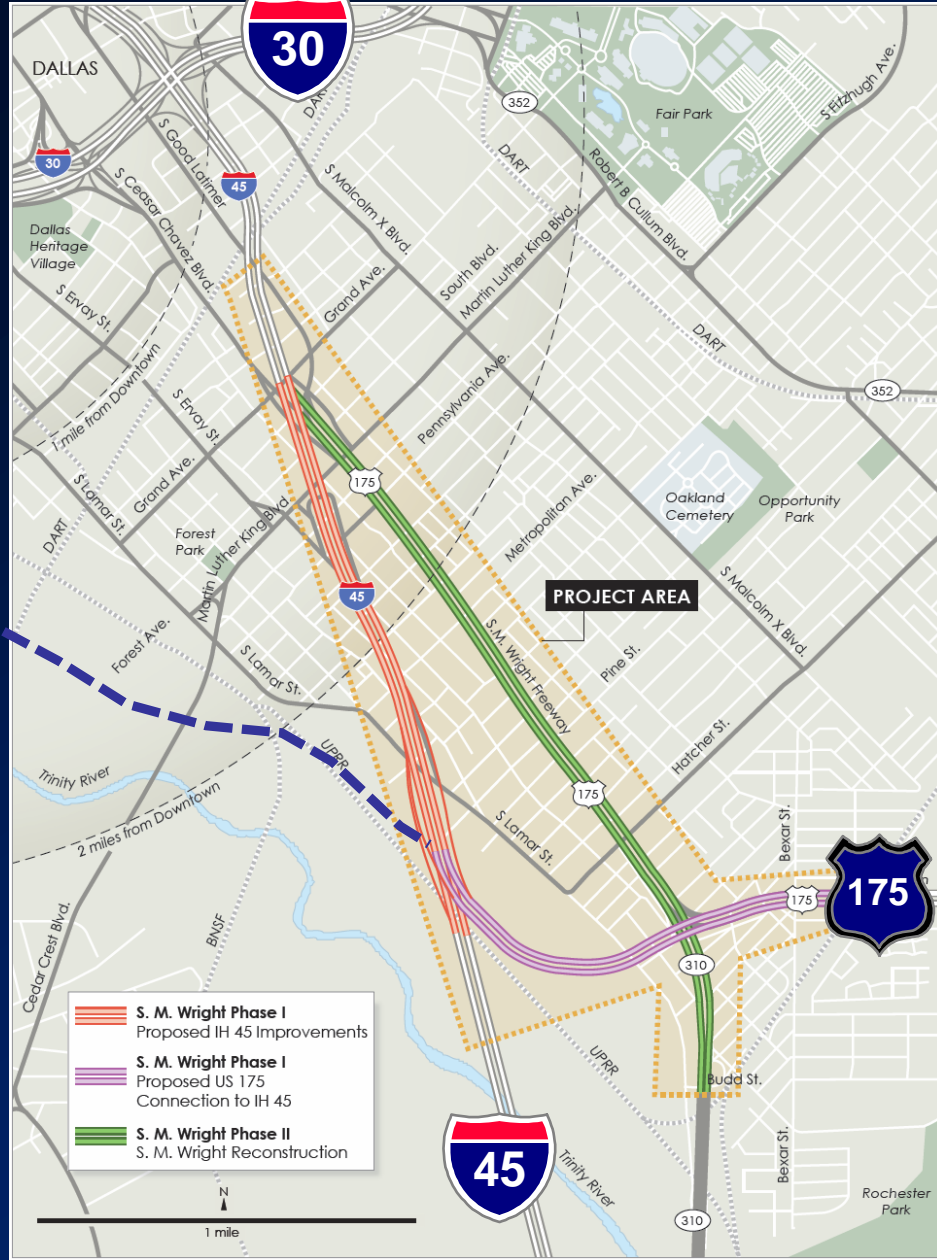 30
DALLAS
352
Fair Park
S Fitzhugh Ave.
DART
30
S Good Latimer
45
S Malcolm X Blvd.
DART
Robert B Cullum Blvd.
S Ceasar Chavez Blvd.
Dallas
Heritage
Village
South Blvd.
Martin Luther King Blvd.
Grand Ave.
S Ervay St.
DART
1 mile from Downtown
352
S Ervay St.
Pennsylvania Ave.
175
Grand Ave.
S Lamar St.
Oakland
Cemetery
Opportunity
Park
Metropolitan Ave.
DART
Forest
Park
Martin Luther King Blvd.
45
PROJECT AREA
S Malcolm X Blvd.
Forest Ave.
S Lamar St.
S.M. Wright Freeway
Pine St.
Hatcher St.
UPRR
Trinity River
2 miles from Downtown
175
S Lamar St.
Bexar St.
175
175
BNSF
Cedar Crest Blvd.
310
S. M. Wright Phase I
Proposed IH 45 Improvements
S. M. Wright Phase I
Proposed US 175
Connection to IH 45
S. M. Wright Phase II
S. M. Wright Reconstruction
UPRR
Budd St.
45
Trinity River
Bexar St.
Rochester
Park
310
N
1 mile